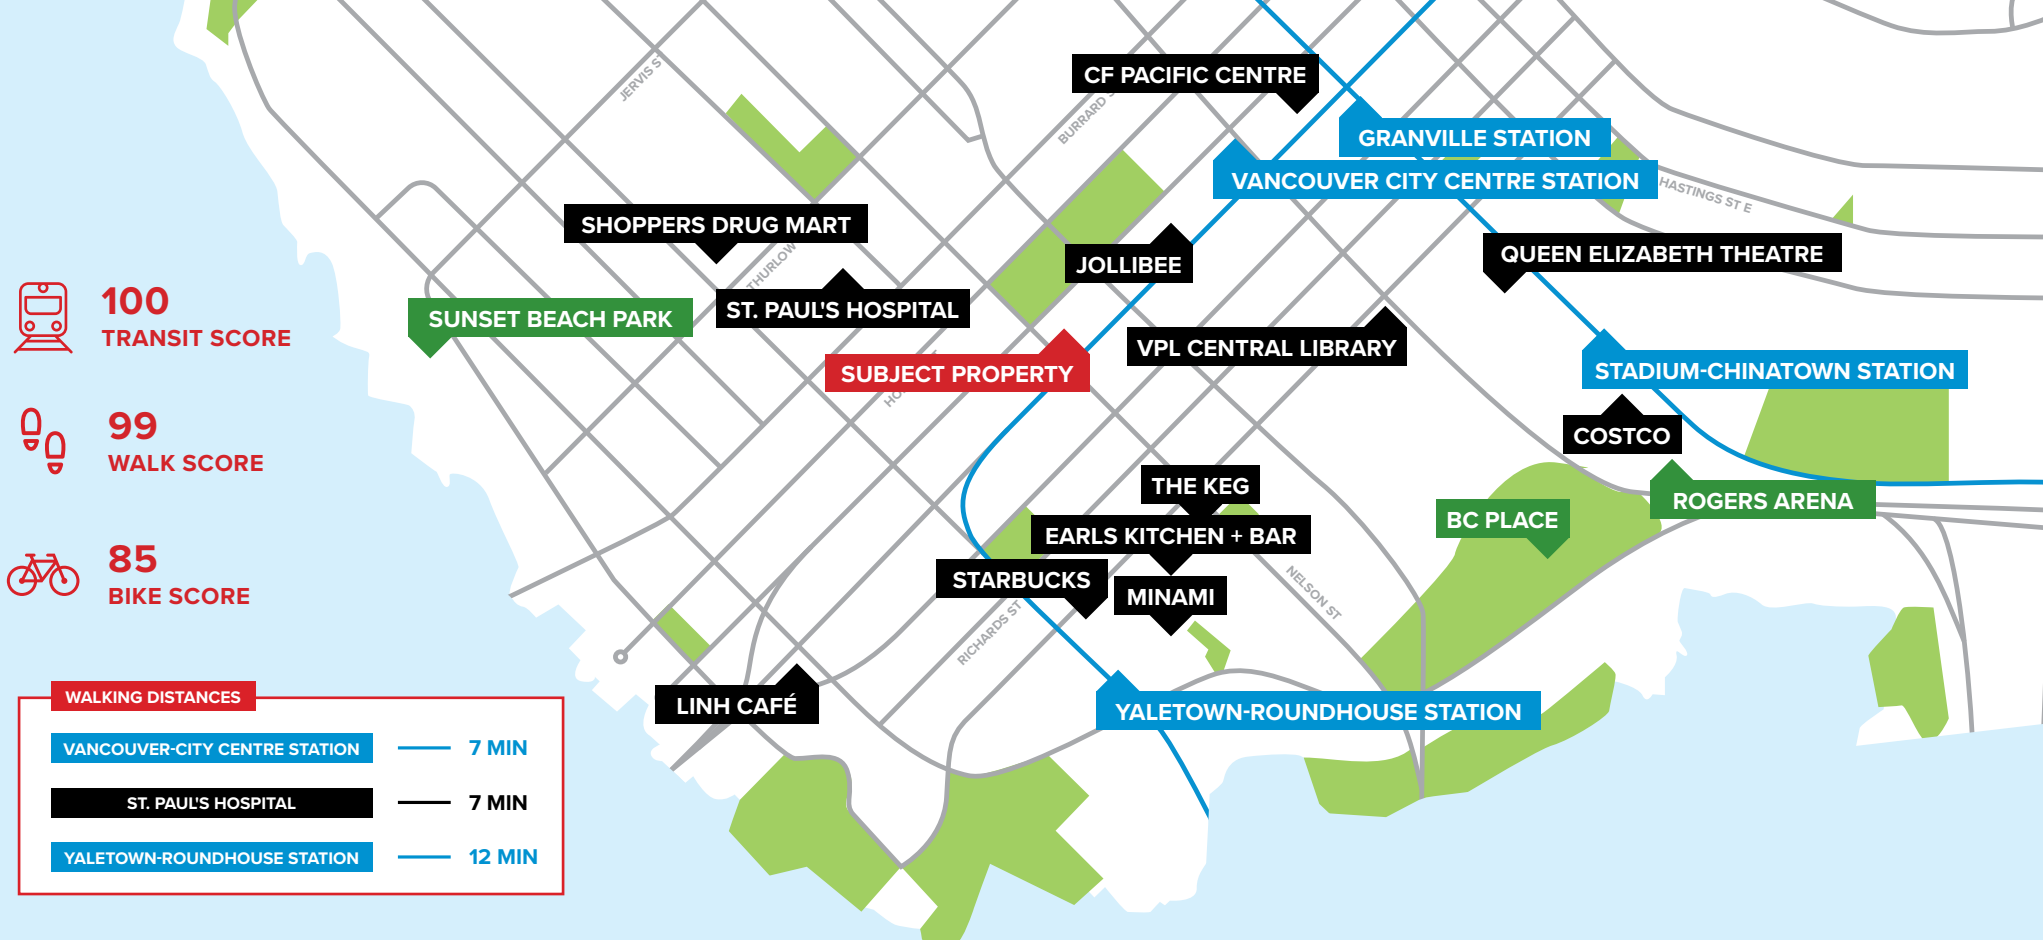 JERVIS ST
BURRARD
CF PACIFIC CENTRE
GRANVILLE STATION
VANCOUVER CITY CENTRE STATION
HASTINGS ST E
SHOPPERS DRUG MART
THURLOW
JOLLIBEE
QUEEN ELIZABETH THEATRE
ST. PAUL'S HOSPITAL
SUNSET BEACH PARK
100
TRANSIT SCORE
VPL CENTRAL LIBRARY
SUBJECT PROPERTY
STADIUM-CHINATOWN STATION
99
WALK SCORE
COSTCO
THE KEG
ROGERS ARENA
BC PLACE
EARLS KITCHEN + BAR
STARBUCKS
MINAMI
NELSON ST
RICHARDS ST
85
BIKE SCORE
LINH CAFÉ
YALETOWN-ROUNDHOUSE STATION
WALKING DISTANCES
VANCOUVER-CITY CENTRE STATION 7 MIN
ST. PAUL'S HOSPITAL 7 MIN
YALETOWN-ROUNDHOUSE STATION 12 MIN